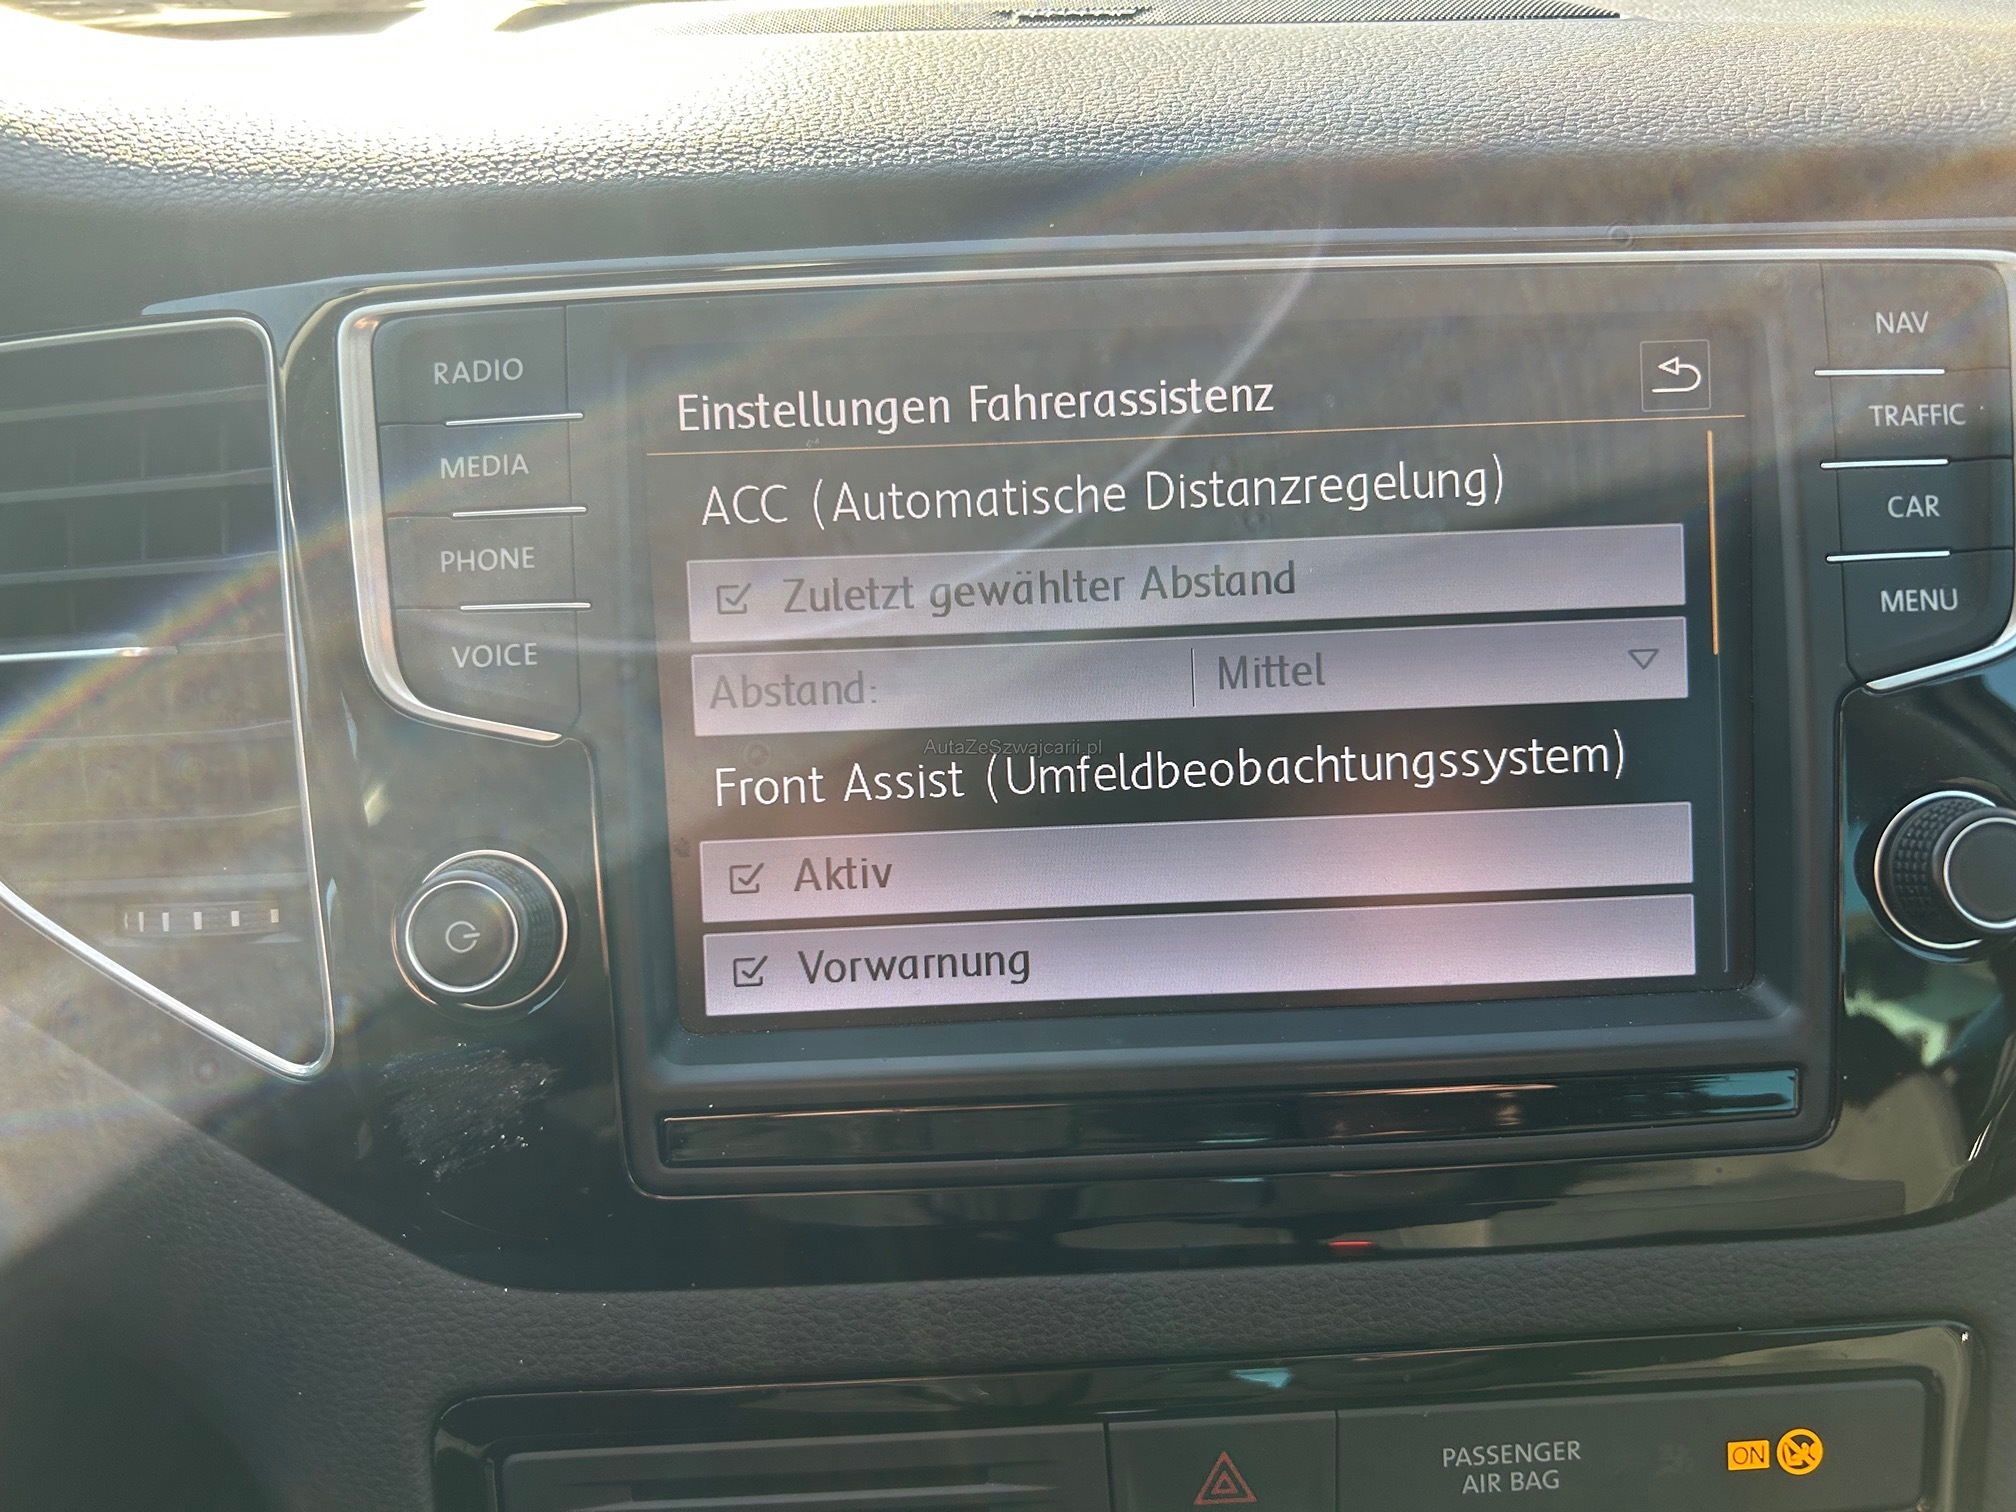 RADIO
MEDIA
PHONE
VOICE
Einstellungen Fahrerassistenz
ACC (Automatische Distanzregelung)
Zuletzt gewählter Abstand
Abstand: Mittel
AutaZeSzwajcarii.pl
Front Assist (Umfeldbeobachtungssystem)
Aktiv
Vorwarnung
NAV
TRAFFIC
CAR
MENU
PASSENGER
AIR BAG
ON